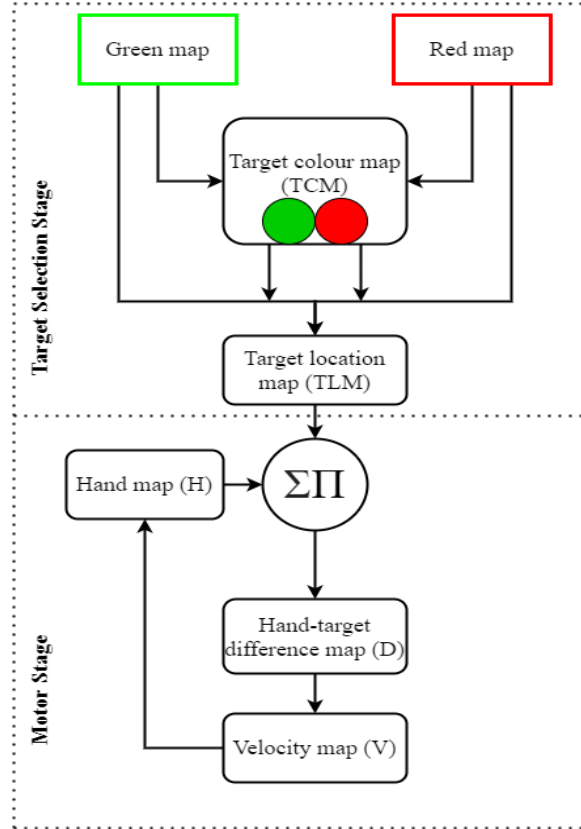 Green map
Red map
Target colour map
(TCM)
Target Selection Stage
Target location
map (TLM)
Hand map (H)
ΣΠ
Hand-target
difference map (D)
Motor Stage
Velocity map (V)